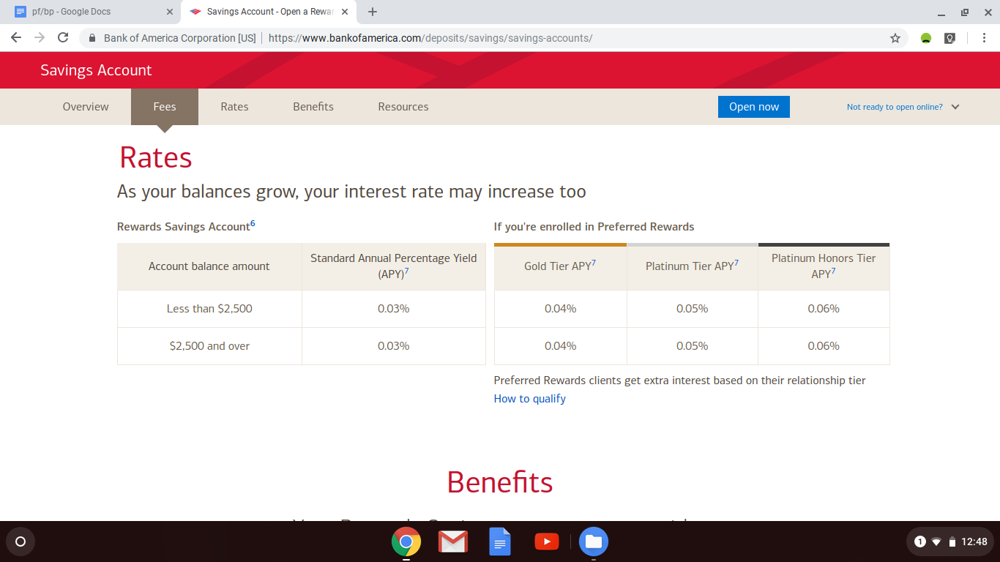 pf/bp - Google Docs
Savings Account - Open a Rewar
Bank of America Corporation [US] | https://www.bankofamerica.com/deposits/savings/savings-accounts/
Savings Account
Overview Fees Rates Benefits Resources Open now Not ready to open online?
Rates
As your balances grow, your interest rate may increase too
Rewards Savings Account6
Account balance amount
Standard Annual Percentage Yield
(APY)7
Less than $2,500 0.03%
$2,500 and over 0.03%
If you're enrolled in Preferred Rewards
Gold Tier APY7
Platinum Tier APY7
Platinum Honors Tier
APY7
0.04% 0.05% 0.06%
0.04% 0.05% 0.06%
Preferred Rewards clients get extra interest based on their relationship tier
How to qualify
Benefits
1 12:48